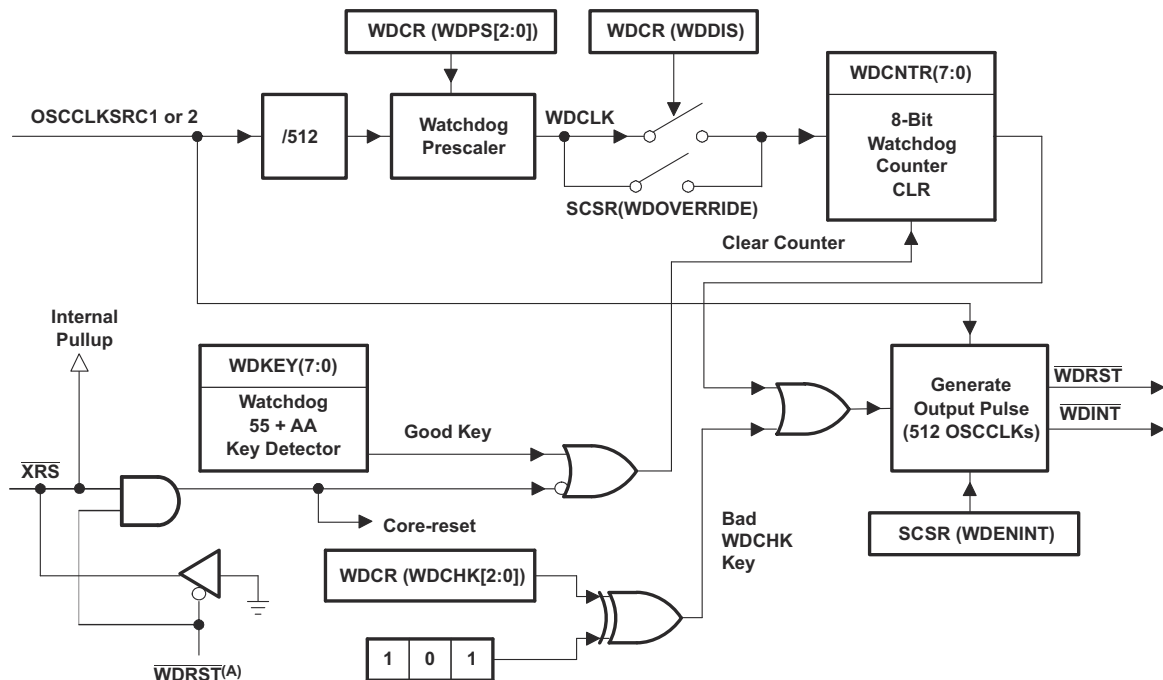 WDCR (WDPS[2:0])
WDCR (WDDIS)
WDCNTR(7:0)
OSCCLKSRC1 or 2
/512
Watchdog
Prescaler
WDCLK
8-Bit
Watchdog
Counter
CLR
SCSR(WDOVERRIDE)
Clear Counter
Internal
Pullup
WDKEY(7:0)
Watchdog
55 + AA
Key Detector
Good Key
Generate
Output Pulse
(512 OSCCLKs)
WDRST
WDINT
XRS
Core-reset
Bad
WDCHK
Key
SCSR (WDENINT)
WDCR (WDCHK[2:0])
1 0 1
WDRST(A)